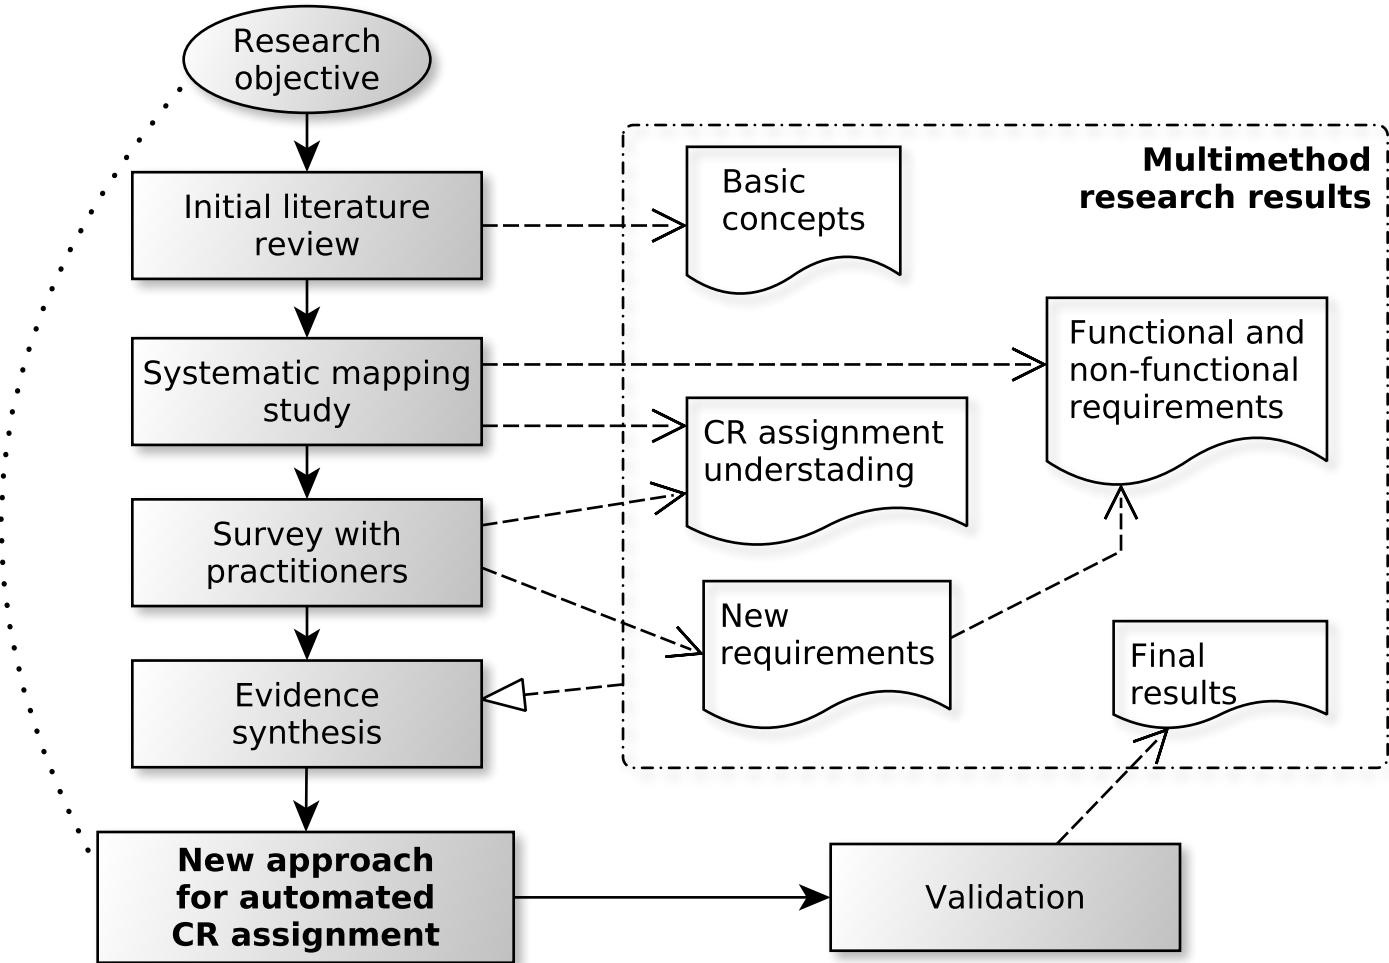 Research
objective
Initial literature
review
Systematic mapping
study
Survey with
practitioners
Evidence
synthesis
New approach
for automated
CR assignment
Validation
Multimethod
research results
Basic
concepts
Functional and
non-functional
requirements
CR assignment
understading
New
requirements
Final
results